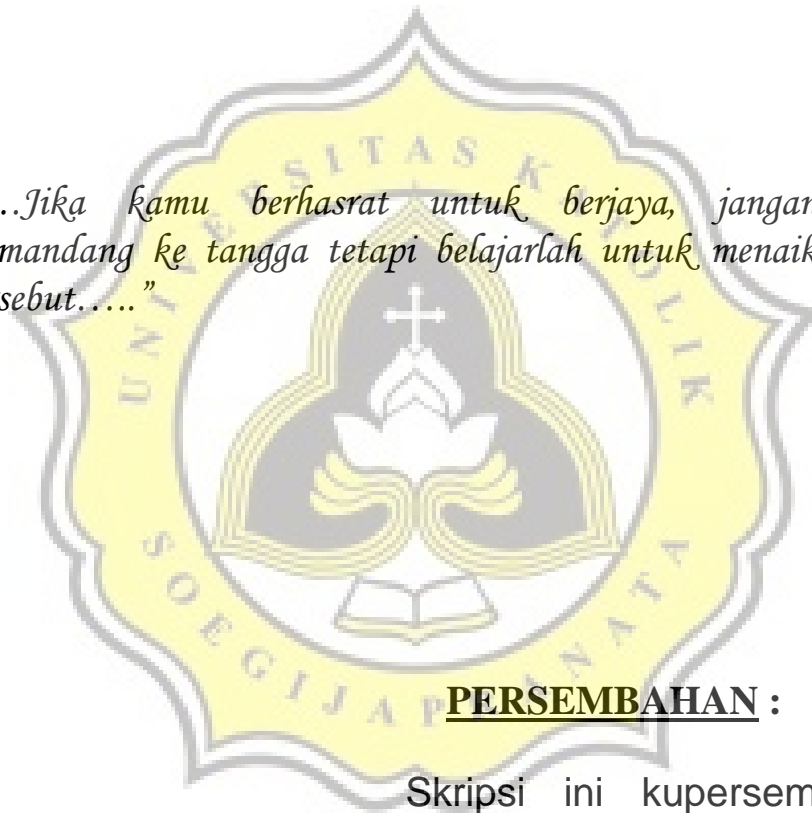 …Jika kamu berhasrat untuk berjaya, jangan
mandang ke tangga tetapi belajarlah untuk menaik
sebut…..”
UNIVERSITAS KATOLIK
SOEGIJAPRANATA
PERSEMBAHAN :
Skripsi ini kupersem